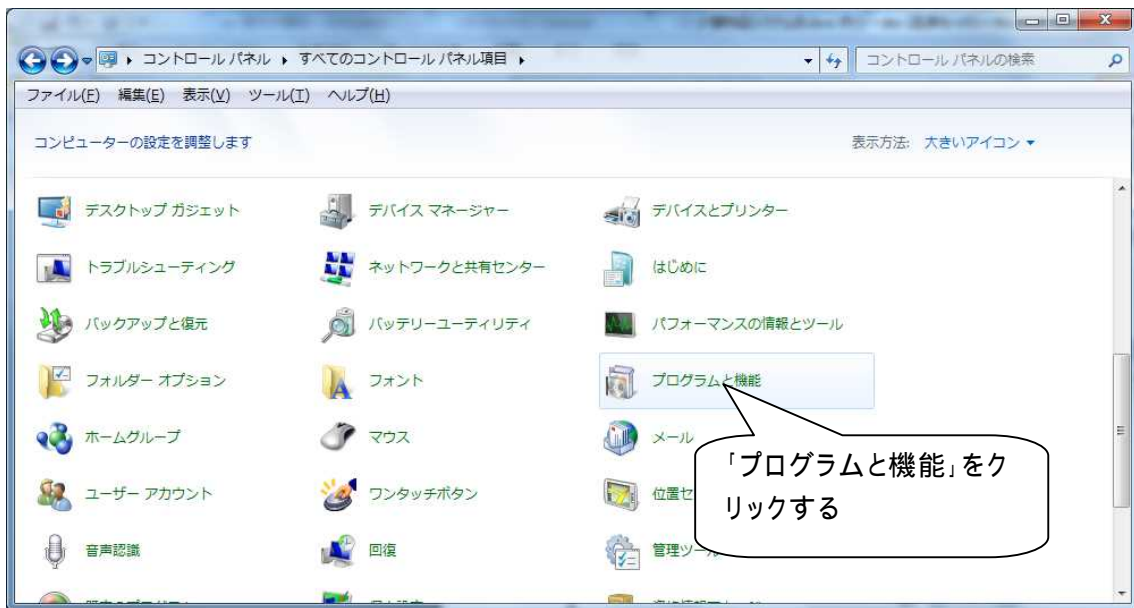 コントロール パネル ▸ すべてのコントロール パネル項目 ▸
コントロール パネルの検索
ファイル(F) 編集(E) 表示(V) ツール(T) ヘルプ(H)
コンピューターの設定を調整します
表示方法: 大きいアイコン
デスクトップ ガジェット
デバイス マネージャー
デバイスとプリンター
トラブルシューティング
ネットワークと共有センター
はじめに
バックアップと復元
バッテリーユーティリティ
パフォーマンスの情報とツール
フォルダー オプション
フォント
プログラムと機能
ホームグループ
マウス
メール
「プログラムと機能」をク
リックする
ユーザー アカウント
ワンタッチボタン
位置セ
音声認識
回復
管理ツール